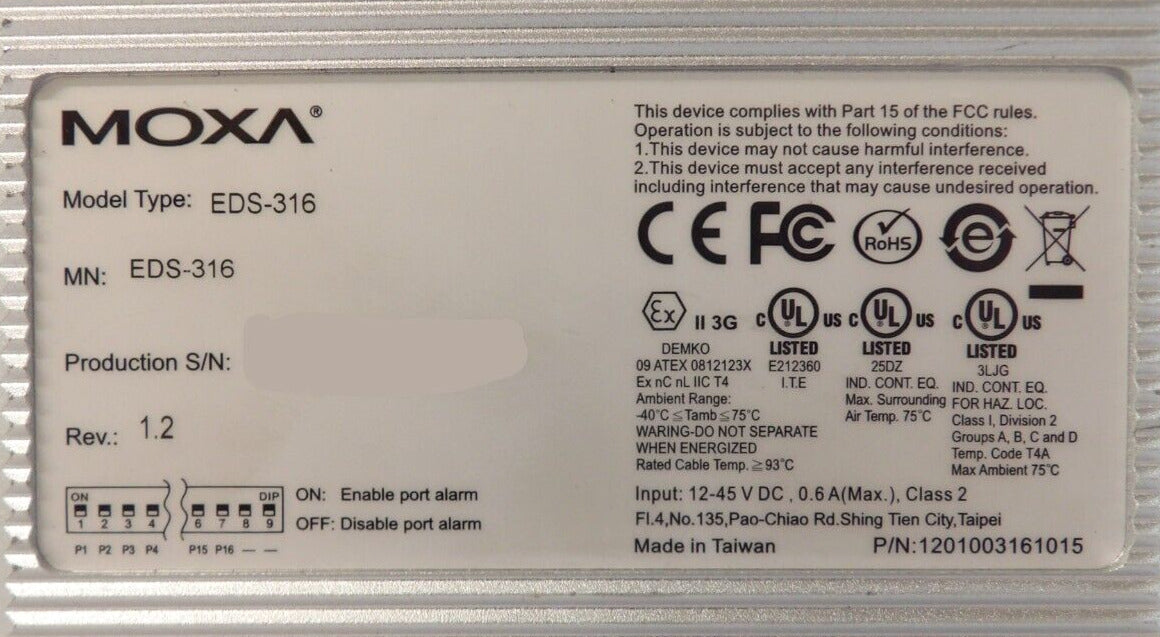 MOXA®
Model Type: EDS-316
MN: EDS-316
Production S/N:
Rev.: 1.2
ON DIP
1 2 3 4 6 7 8 9
P1 P2 P3 P4 P15 P16 — —
ON: Enable port alarm
OFF: Disable port alarm
This device complies with Part 15 of the FCC rules.
Operation is subject to the following conditions:
1.This device may not cause harmful interference.
2.This device must accept any interference received
including interference that may cause undesired operation.
CE FC RoHS e
Ex II 3G
DEMKO
09 ATEX 0812123X
Ex nC nL IIC T4
Ambient Range:
-40°C ≦Tamb≦75°C
WARING-DO NOT SEPARATE
WHEN ENERGIZED
Rated Cable Temp.≧93°C
c UL® US
LISTED
E212360
I.T.E
c UL® US
LISTED
25DZ
IND. CONT. EQ.
Max. Surrounding
Air Temp. 75°C
c UL® US
LISTED
3LJG
IND. CONT. EQ.
FOR HAZ. LOC.
Class I, Division 2
Groups A, B, C and D
Temp. Code T4A
Max Ambient 75°C
Input: 12-45 V DC , 0.6 A(Max.), Class 2
Fl.4,No.135,Pao-Chiao Rd.Shing Tien City,Taipei
Made in Taiwan P/N:1201003161015